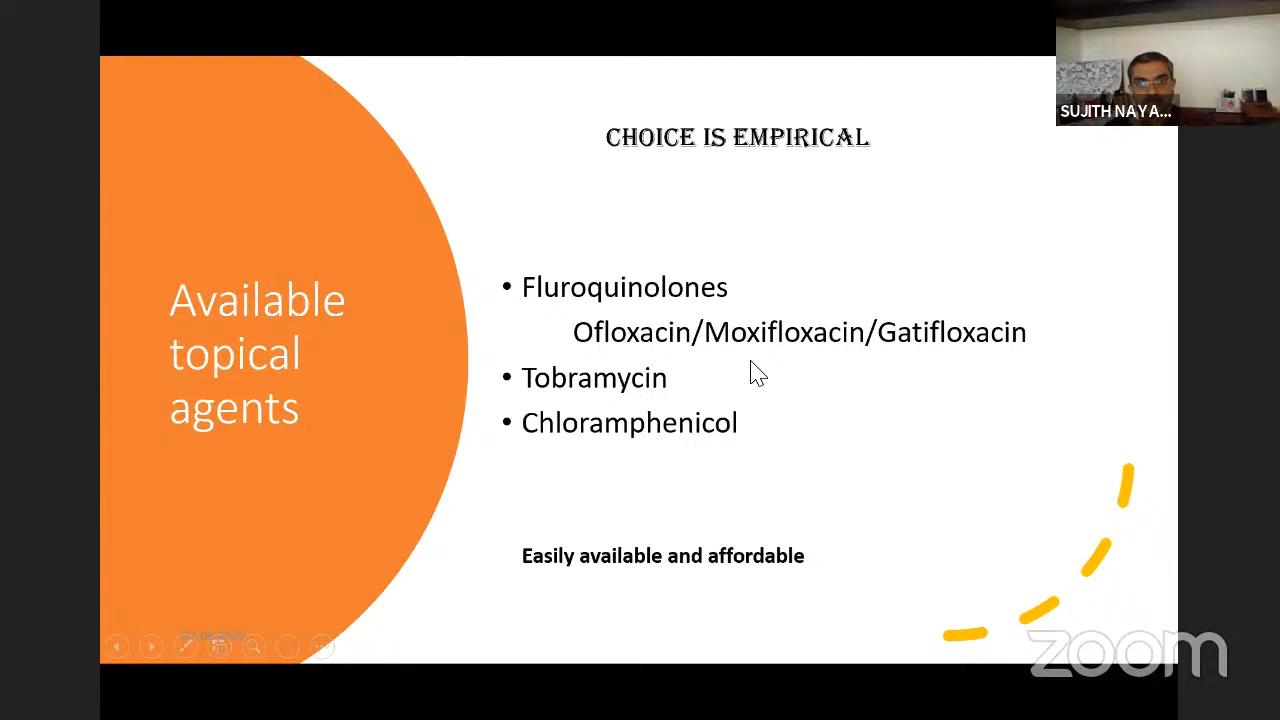 SUJITH NAYA...
CHOICE IS EMPIRICAL
Available
topical
agents
• Fluroquinolones
Ofloxacin/Moxifloxacin/Gatifloxacin
• Tobramycin
• Chloramphenicol
Easily available and affordable
zoom